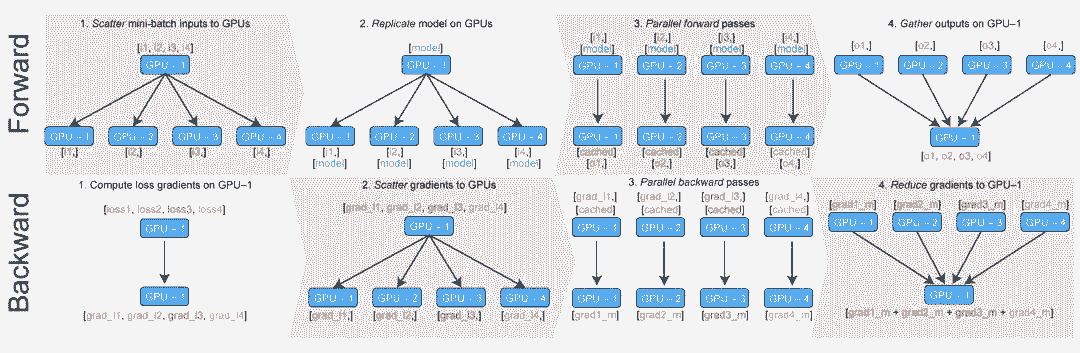 Forward
1. Scatter mini-batch inputs to GPUs
[i1, i2, i3, i4]
GPU - 1
GPU - 1 GPU - 2 GPU - 3 GPU - 4
[i1,] [i2,] [i3,] [i4,]
2. Replicate model on GPUs
[model]
GPU - 1
GPU - 1 GPU - 2 GPU - 3 GPU - 4
[i1,] [i2,] [i3,] [i4,]
[model] [model] [model] [model]
3. Parallel forward passes
[i1,] [i2,] [i3,] [i4,]
[model] [model] [model] [model]
GPU - 1 GPU - 2 GPU - 3 GPU - 4
GPU - 1 GPU - 2 GPU - 3 GPU - 4
[cached] [cached] [cached] [cached]
[o1,] [o2,] [o3,] [o4,]
4. Gather outputs on GPU-1
[o1,] [o2,] [o3,] [o4,]
GPU - 1 GPU - 2 GPU - 3 GPU - 4
GPU - 1
[o1, o2, o3, o4]
Backward
1. Compute loss gradients on GPU-1
[loss1, loss2, loss3, loss4]
GPU - 1
GPU - 1
[grad_l1, grad_l2, grad_l3, grad_l4]
2. Scatter gradients to GPUs
[grad_l1, grad_l2, grad_l3, grad_l4]
GPU - 1
GPU - 1 GPU - 2 GPU - 3 GPU - 4
[grad_l1,] [grad_l2,] [grad_l3,] [grad_l4,]
3. Parallel backward passes
[grad_l1,] [grad_l2,] [grad_l3,] [grad_l4,]
[cached] [cached] [cached] [cached]
GPU - 1 GPU - 2 GPU - 3 GPU - 4
GPU - 1 GPU - 2 GPU - 3 GPU - 4
[grad1_m] [grad2_m] [grad3_m] [grad4_m]
4. Reduce gradients to GPU-1
[grad1_m] [grad2_m] [grad3_m] [grad4_m]
GPU - 1 GPU - 2 GPU - 3 GPU - 4
GPU - 1
[grad1_m + grad2_m + grad3_m + grad4_m]